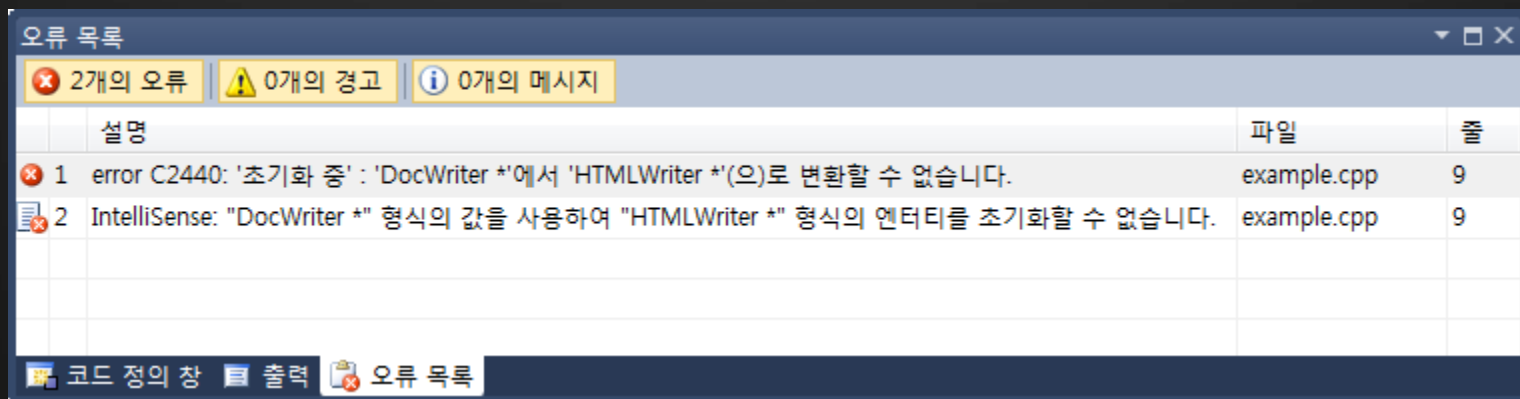 오류 목록
2개의 오류 0개의 경고 0개의 메시지
설명 파일 줄
1 error C2440: '초기화 중' : 'DocWriter *'에서 'HTMLWriter *'(으)로 변환할 수 없습니다. example.cpp 9
2 IntelliSense: "DocWriter *" 형식의 값을 사용하여 "HTMLWriter *" 형식의 엔터티를 초기화할 수 없습니다. example.cpp 9
코드 정의 창 출력 오류 목록